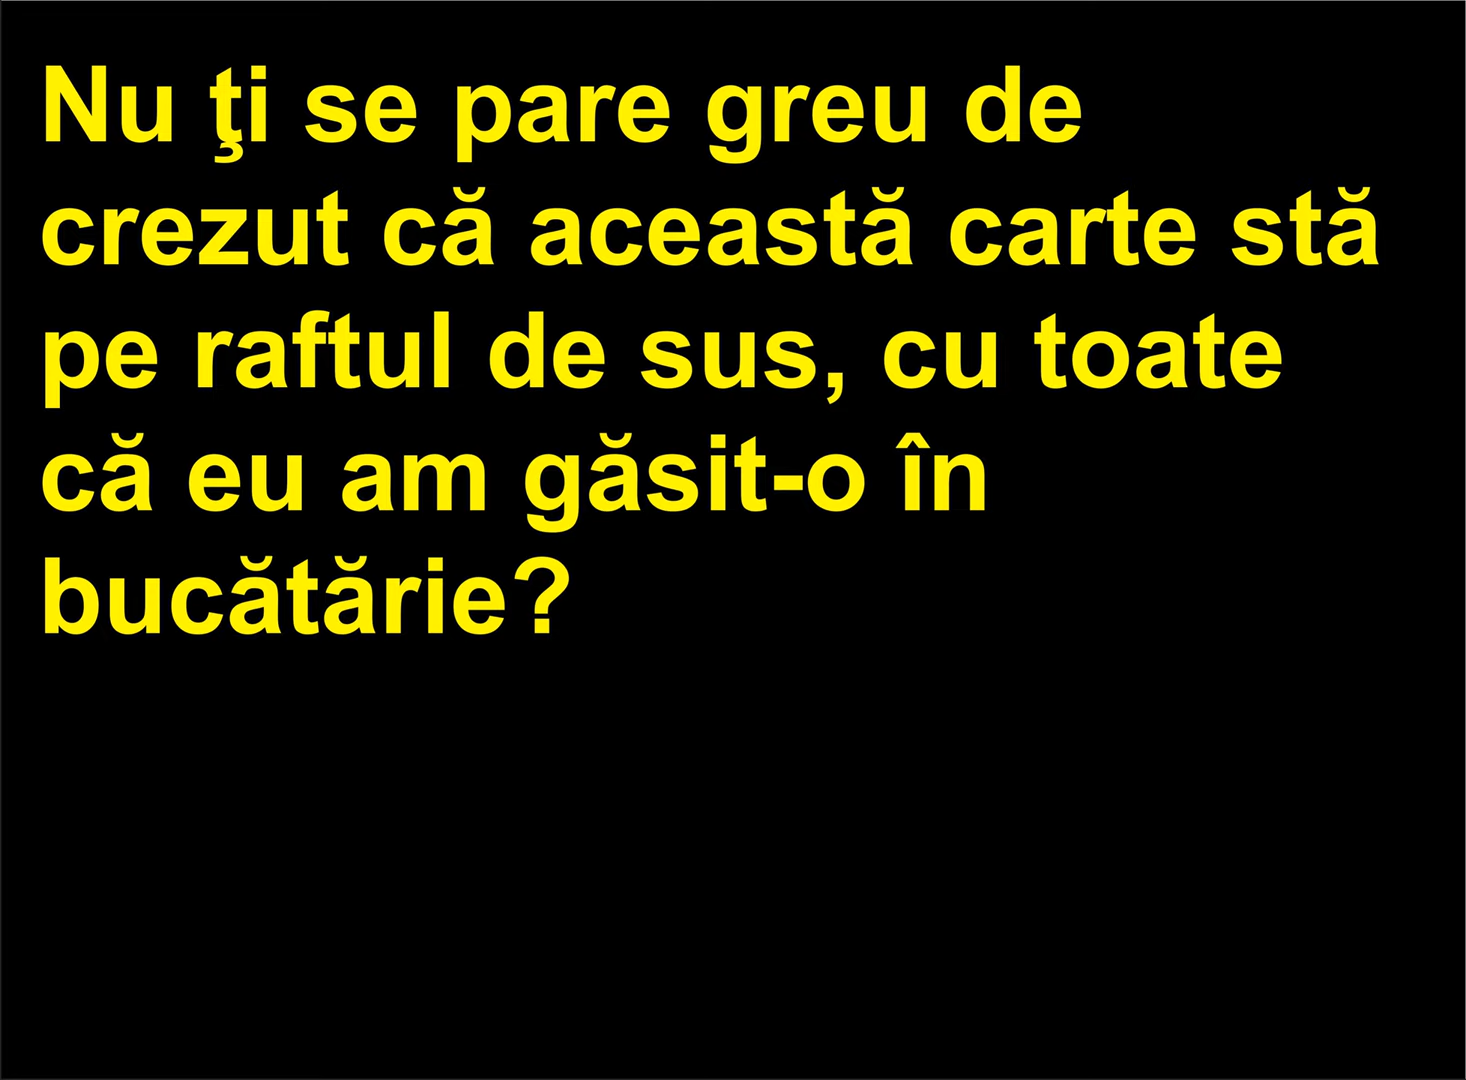 Nu ţi se pare greu de
crezut că această carte stă
pe raftul de sus, cu toate
că eu am găsit-o în
bucătărie?